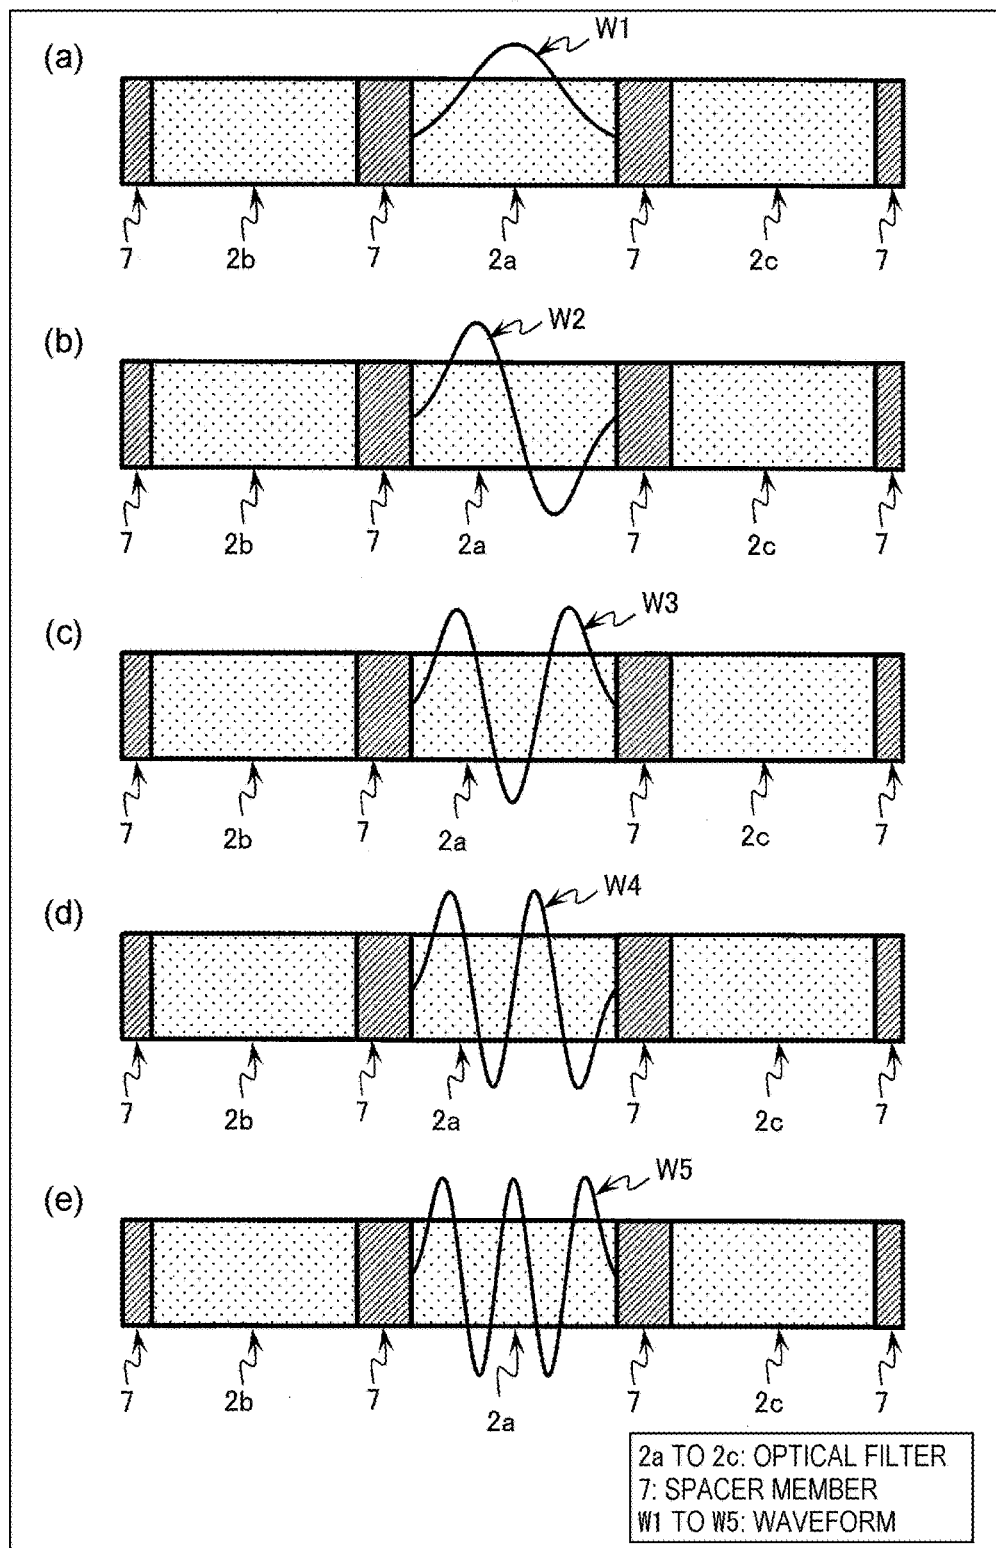 (a)
W1
7 2b 7 2a 7 2c 7
(b)
W2
7 2b 7 2a 7 2c 7
(c)
W3
7 2b 7 2a 7 2c 7
(d)
W4
7 2b 7 2a 7 2c 7
(e)
W5
7 2b 7 2a 7 2c 7
2a TO 2c: OPTICAL FILTER
7: SPACER MEMBER
W1 TO W5: WAVEFORM